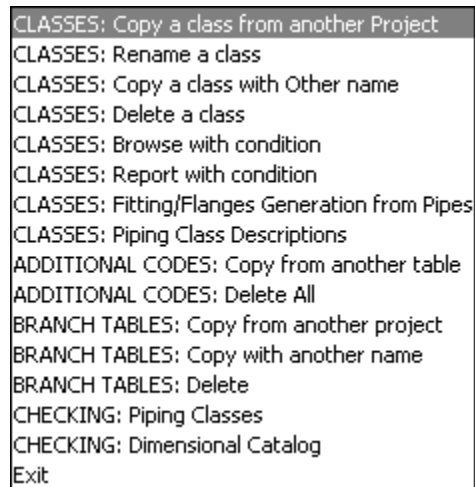 CLASSES: Copy a class from another Project
CLASSES: Rename a class
CLASSES: Copy a class with Other name
CLASSES: Delete a class
CLASSES: Browse with condition
CLASSES: Report with condition
CLASSES: Fitting/Flanges Generation from Pipes
CLASSES: Piping Class Descriptions
ADDITIONAL CODES: Copy from another table
ADDITIONAL CODES: Delete All
BRANCH TABLES: Copy from another project
BRANCH TABLES: Copy with another name
BRANCH TABLES: Delete
CHECKING: Piping Classes
CHECKING: Dimensional Catalog
Exit